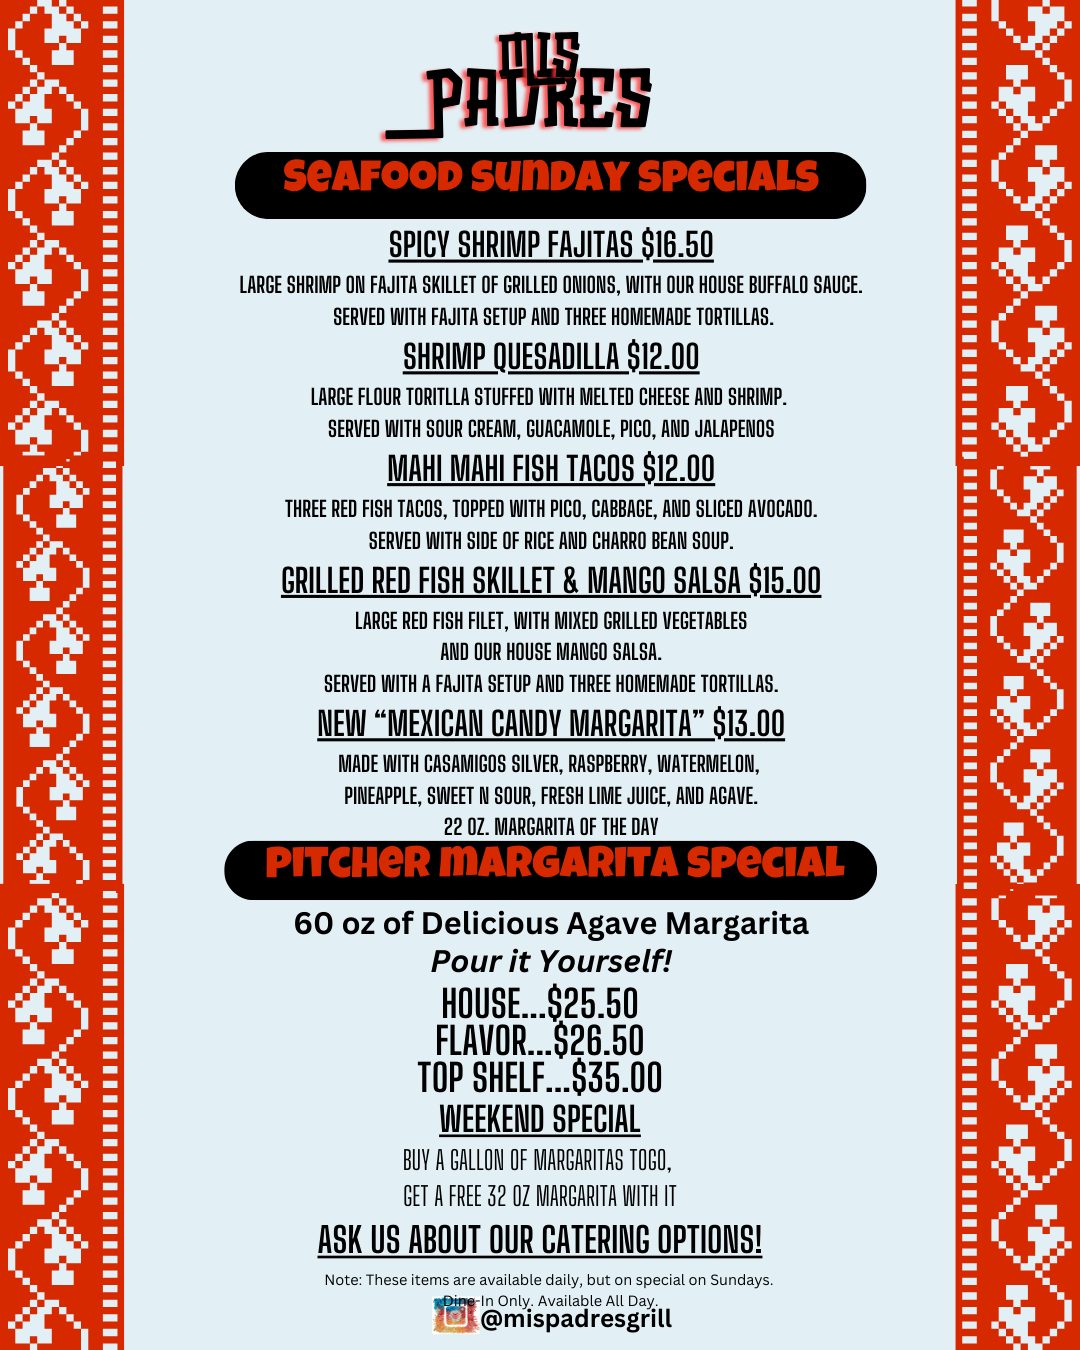 MIS
PADRES
SEAFOOD SUNDAY SPECIALS
SPICY SHRIMP FAJITAS $16.50
LARGE SHRIMP ON FAJITA SKILLET OF GRILLED ONIONS, WITH OUR HOUSE BUFFALO SAUCE.
SERVED WITH FAJITA SETUP AND THREE HOMEMADE TORTILLAS.
SHRIMP QUESADILLA $12.00
LARGE FLOUR TORITLLA STUFFED WITH MELTED CHEESE AND SHRIMP.
SERVED WITH SOUR CREAM, GUACAMOLE, PICO, AND JALAPENOS
MAHI MAHI FISH TACOS $12.00
THREE RED FISH TACOS, TOPPED WITH PICO, CABBAGE, AND SLICED AVOCADO.
SERVED WITH SIDE OF RICE AND CHARRO BEAN SOUP.
GRILLED RED FISH SKILLET & MANGO SALSA $15.00
LARGE RED FISH FILET, WITH MIXED GRILLED VEGETABLES
AND OUR HOUSE MANGO SALSA.
SERVED WITH A FAJITA SETUP AND THREE HOMEMADE TORTILLAS.
NEW “MEXICAN CANDY MARGARITA” $13.00
MADE WITH CASAMIGOS SILVER, RASPBERRY, WATERMELON,
PINEAPPLE, SWEET N SOUR, FRESH LIME JUICE, AND AGAVE.
22 OZ. MARGARITA OF THE DAY
PITCHER MARGARITA SPECIAL
60 oz of Delicious Agave Margarita
Pour it Yourself!
HOUSE...$25.50
FLAVOR...$26.50
TOP SHELF...$35.00
WEEKEND SPECIAL
BUY A GALLON OF MARGARITAS TOGO,
GET A FREE 32 OZ MARGARITA WITH IT
ASK US ABOUT OUR CATERING OPTIONS!
Note: These items are available daily, but on special on Sundays.
Dine-In Only. Available All Day.
@mispadresgrill